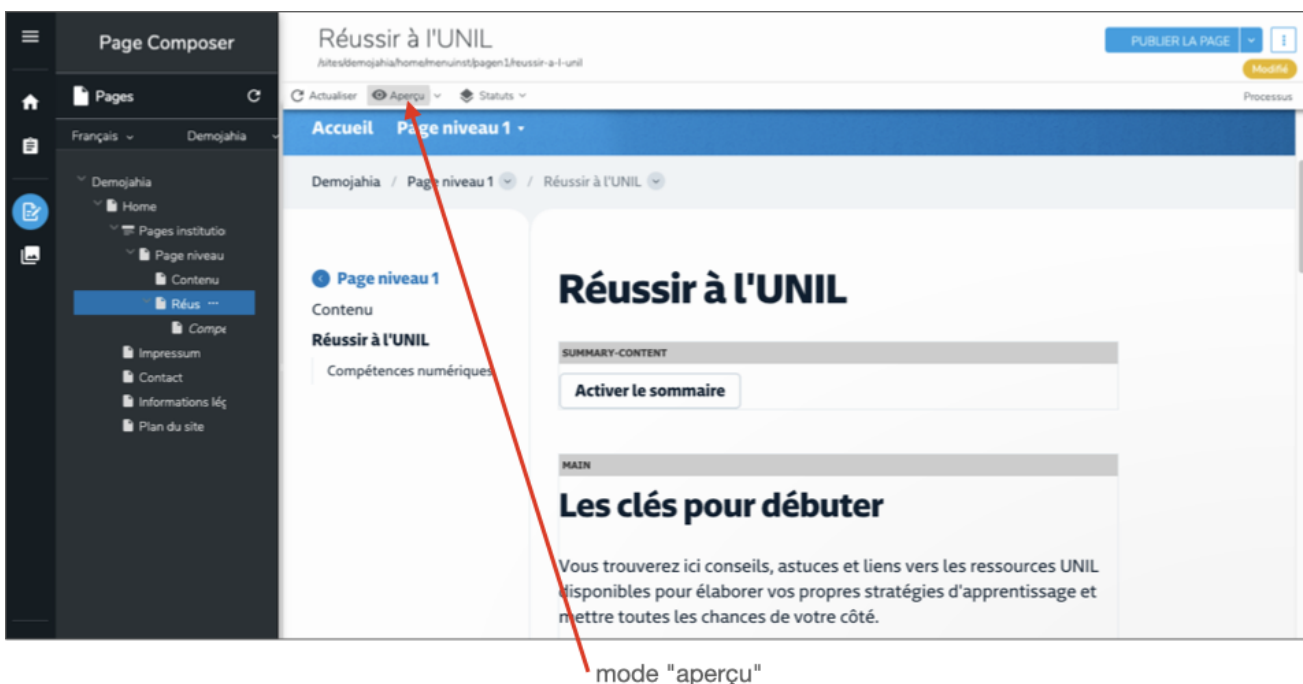 Page Composer
Réussir à l'UNIL
/sites/demojahia/home/menuinst/pagen1/reussir-a-l-unil
PUBLIER LA PAGE
Modifié
Pages
Actualiser Aperçu Statuts
Processus
Français Demojahia
Accueil Page niveau 1
Demojahia / Page niveau 1 / Réussir à l'UNIL
Demojahia
Home
Pages institutio
Page niveau
Contenu
Réus ...
Compe
Impressum
Contact
Informations lég
Plan du site
Page niveau 1
Contenu
Réussir à l'UNIL
Compétences numériques
Réussir à l'UNIL
SUMMARY-CONTENT
Activer le sommaire
MAIN
Les clés pour débuter
Vous trouverez ici conseils, astuces et liens vers les ressources UNIL
disponibles pour élaborer vos propres stratégies d'apprentissage et
mettre toutes les chances de votre côté.
mode "aperçu"